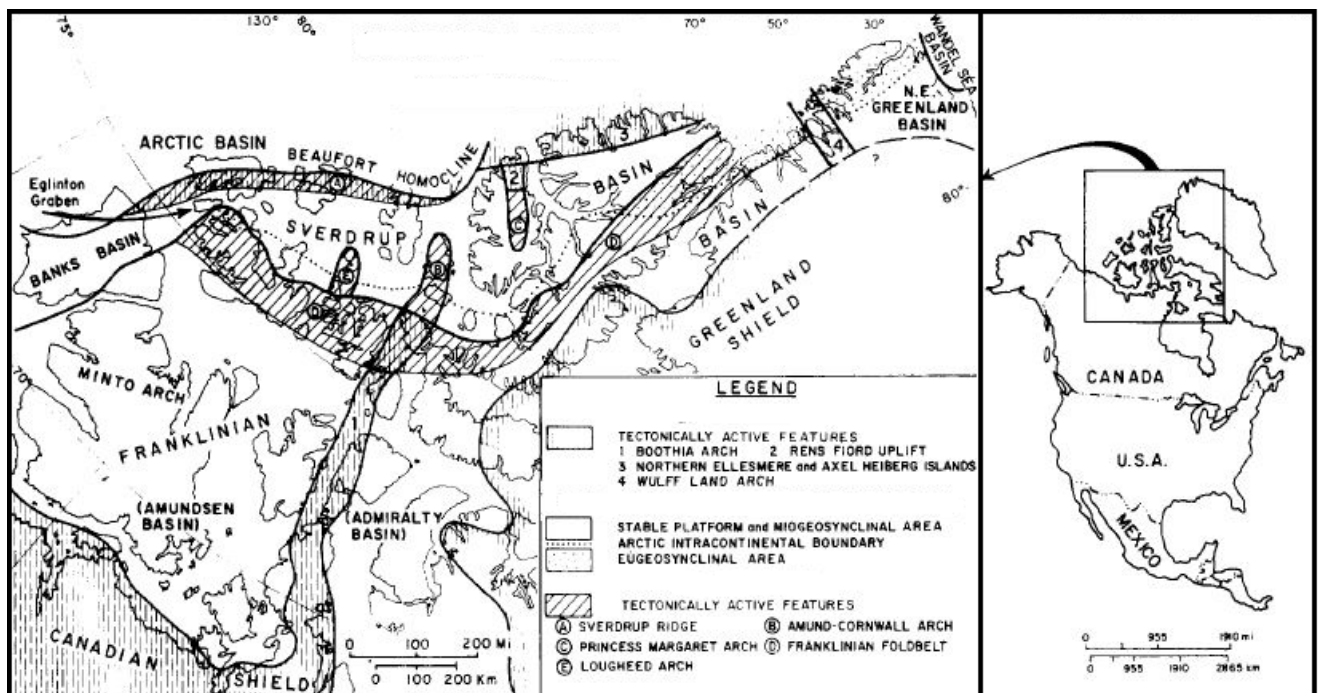 75°
130°
80°
70°
50°
30°
WANDEL SEA
BASIN
N.E.
GREENLAND
BASIN
ARCTIC BASIN
BEAUFORT HOMOCLINE
3
4
?
2
BASIN
C
A
Eglinton
Graben
80°
SVERDRUP
D
BASIN
BANKS BASIN
E
B
GREENLAND
SHIELD
D
70°
MINTO ARCH
1
FRANKLINIAN
(AMUNDSEN
BASIN)
(ADMIRALTY
BASIN)
CANADIAN
SHIELD
0 100 200 Mi
0 100 200 Km
LEGEND
TECTONICALLY ACTIVE FEATURES
1 BOOTHIA ARCH 2 RENS FIORD UPLIFT
3 NORTHERN ELLESMERE and AXEL HEIBERG ISLANDS
4 WULFF LAND ARCH
STABLE PLATFORM and MIOGEOSYNCLINAL AREA
ARCTIC INTRACONTINENTAL BOUNDARY
EUGEOSYNCLINAL AREA
TECTONICALLY ACTIVE FEATURES
A SVERDRUP RIDGE B AMUND-CORNWALL ARCH
C PRINCESS MARGARET ARCH D FRANKLINIAN FOLDBELT
E LOUGHEED ARCH
CANADA
U.S.A.
MEXICO
0 955 1910 mi
0 955 1910 2865 km